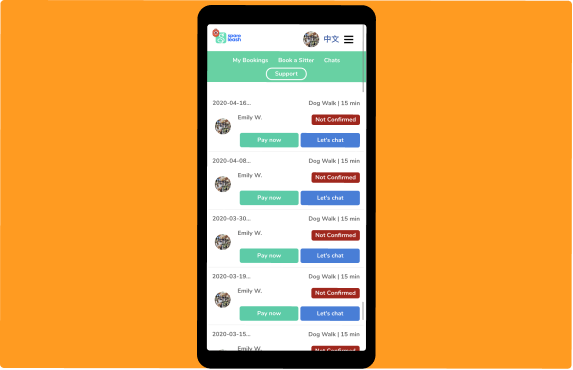 spare
leash
中文
My Bookings Book a Sitter Chats
Support
2020-04-16... Dog Walk | 15 min
Emily W. Not Confirmed
Pay now Let's chat
2020-04-08... Dog Walk | 15 min
Emily W. Not Confirmed
Pay now Let's chat
2020-03-30... Dog Walk | 15 min
Emily W. Not Confirmed
Pay now Let's chat
2020-03-19... Dog Walk | 15 min
Emily W. Not Confirmed
Pay now Let's chat
2020-03-15... Dog Walk | 15 min
Emily W. Not Confirmed